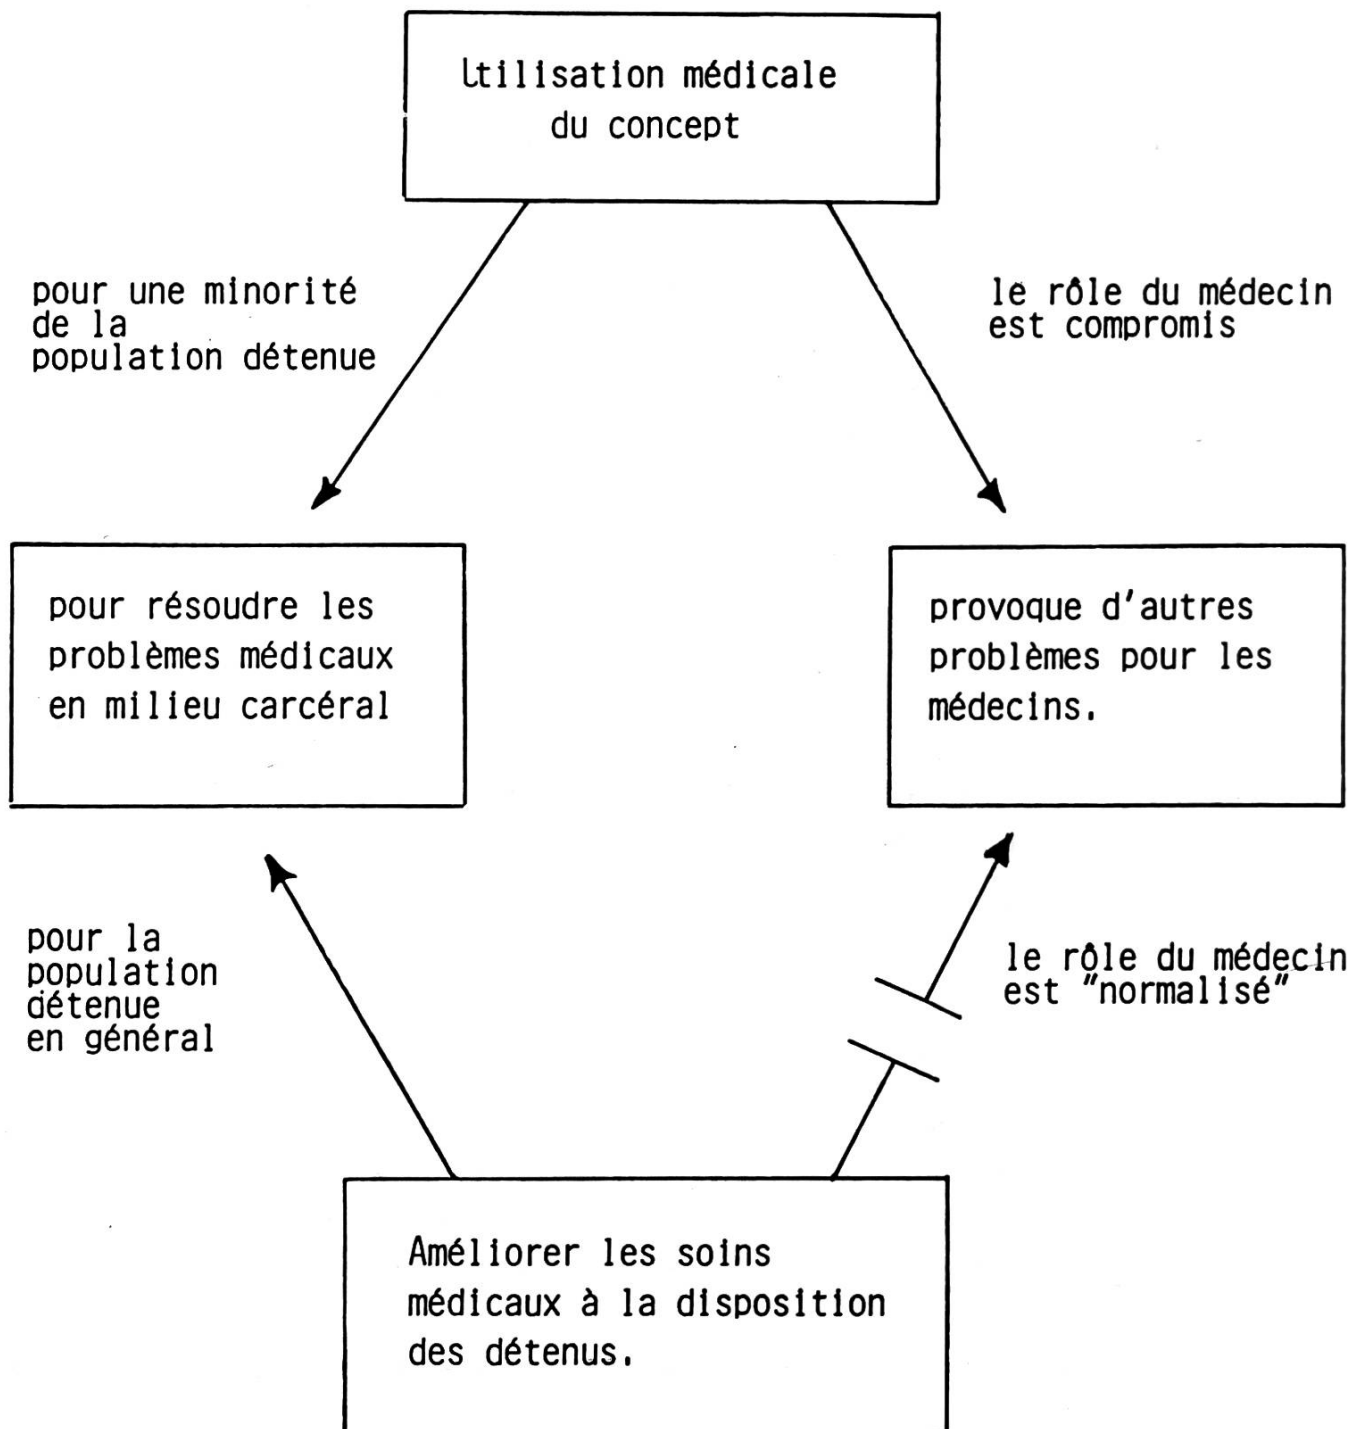 Utilisation médicale
du concept
pour une minorité
de la
population détenue
le rôle du médecin
est compromis
pour résoudre les
problèmes médicaux
en milieu carcéral
provoque d'autres
problèmes pour les
médecins.
pour la
population
détenue
en général
le rôle du médecin
est "normalisé"
Améliorer les soins
médicaux à la disposition
des détenus.